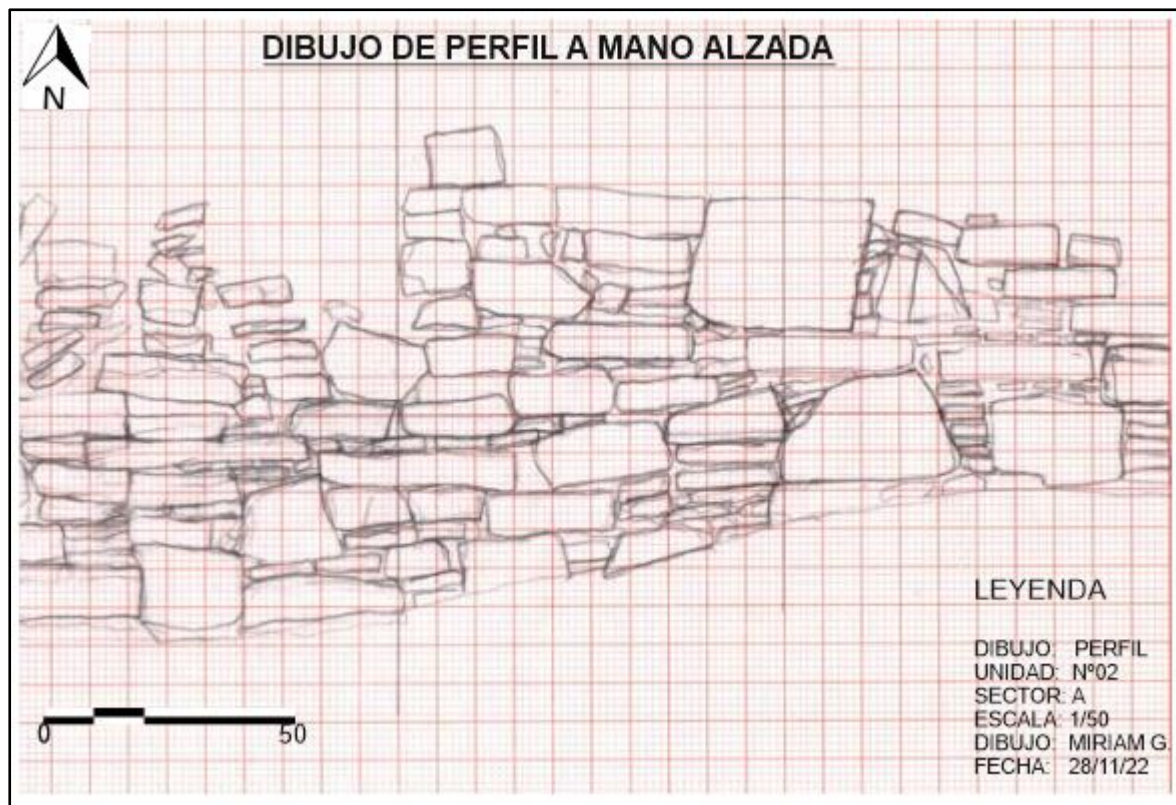 DIBUJO DE PERFIL A MANO ALZADA
N
LEYENDA
DIBUJO: PERFIL
UNIDAD: Nº02
SECTOR: A
ESCALA: 1/50
DIBUJO: MIRIAM G.
FECHA: 28/11/22
0 50